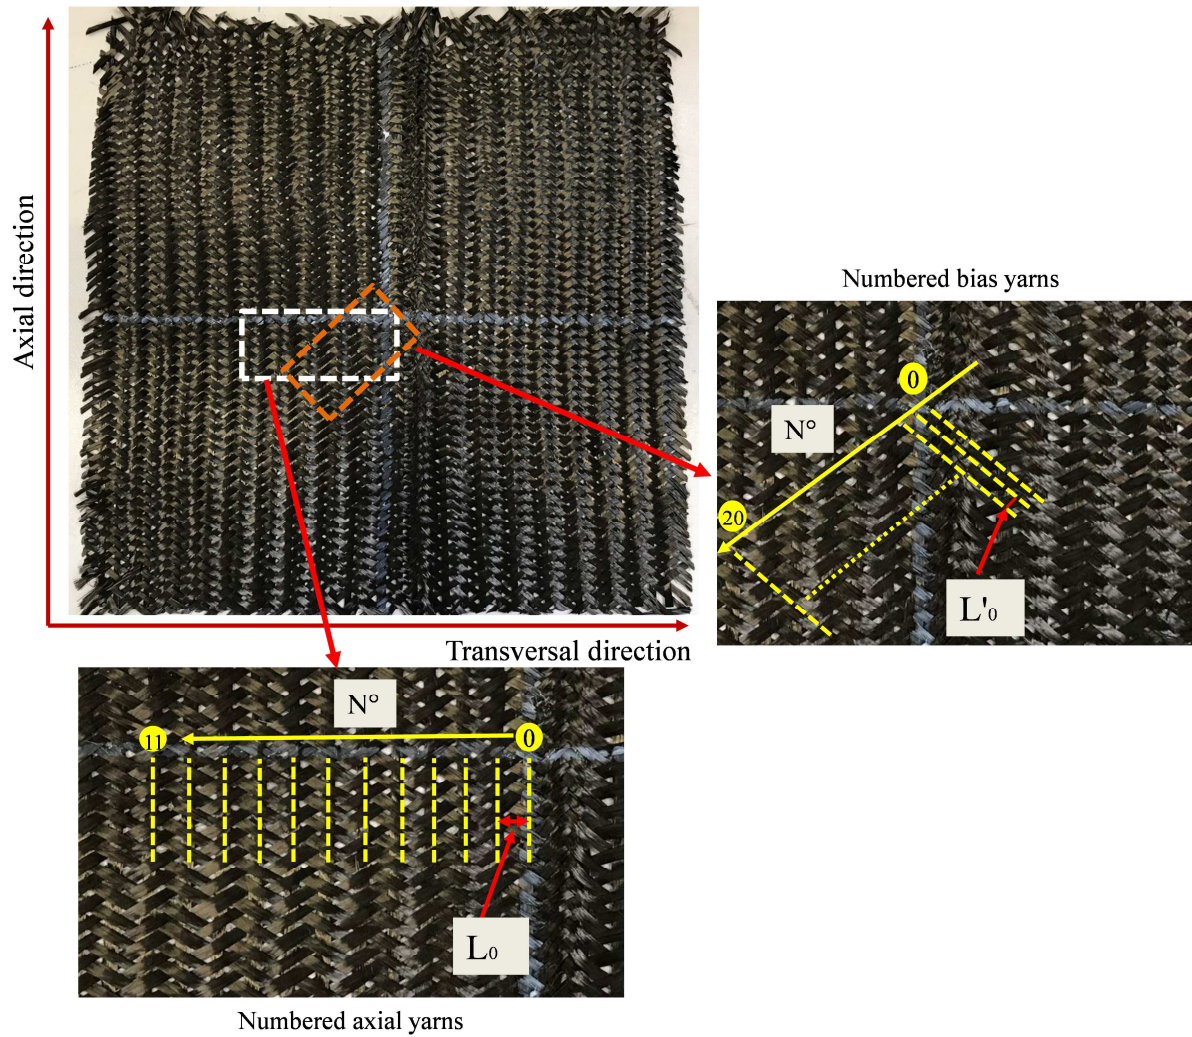 Axial direction
Transversal direction
Numbered bias yarns
0
N°
20
L'0
N°
11
0
L0
Numbered axial yarns